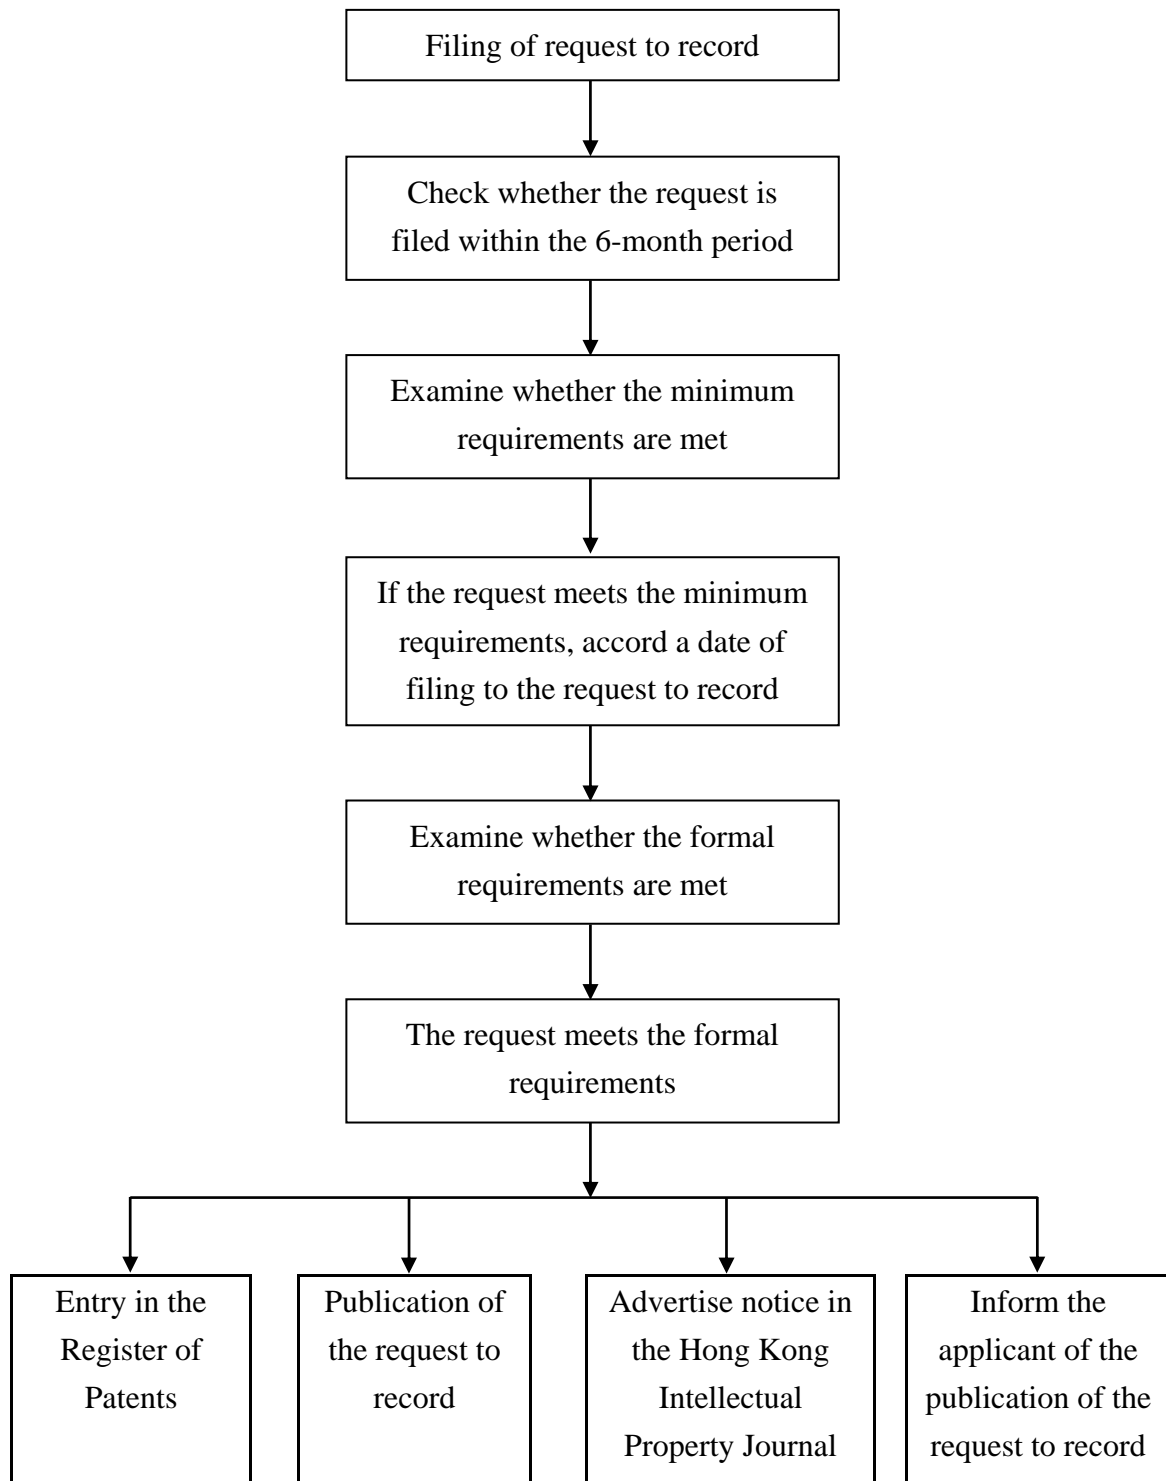 Filing of request to record
Check whether the request is
filed within the 6-month period
Examine whether the minimum
requirements are met
If the request meets the minimum
requirements, accord a date of
filing to the request to record
Examine whether the formal
requirements are met
The request meets the formal
requirements
Entry in the
Register of
Patents
Publication of
the request to
record
Advertise notice in
the Hong Kong
Intellectual
Property Journal
Inform the
applicant of the
publication of the
request to record